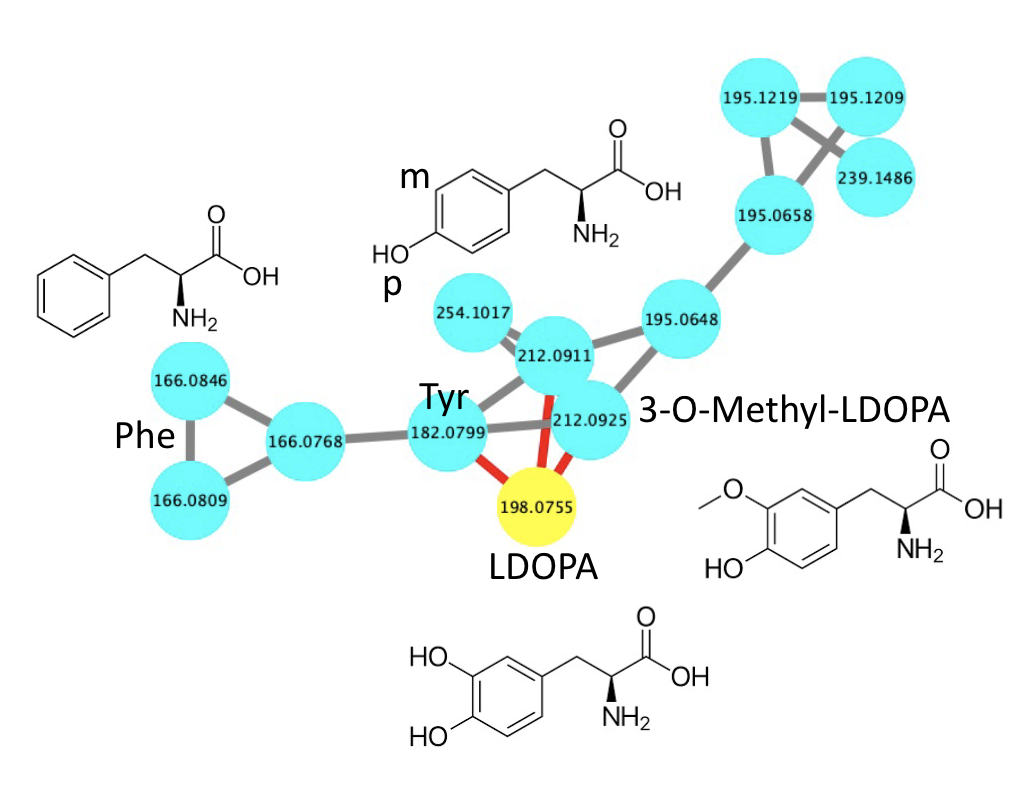 195.1219
195.1209
239.1486
195.0658
m
O
OH
NH2
HO
p
O
OH
NH2
254.1017
195.0648
212.0911
166.0846
Tyr
212.0925
3-O-Methyl-LDOPA
Phe
166.0768
182.0799
166.0809
198.0755
LDOPA
O
O
OH
NH2
HO
HO
O
OH
NH2
HO